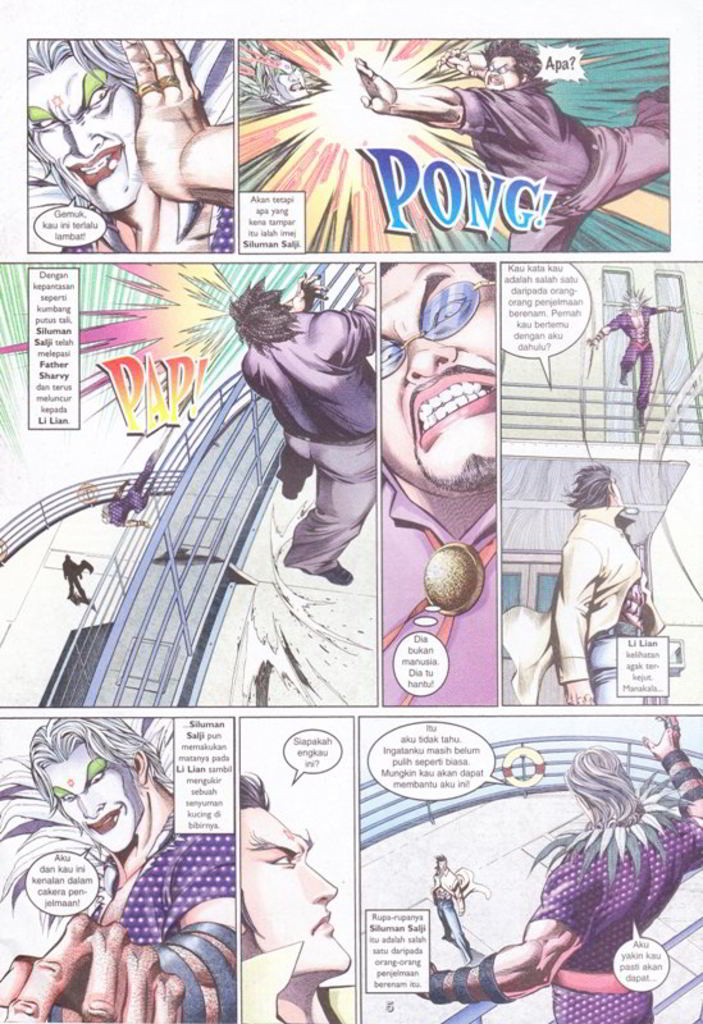 Gemuk,
kau ini terlalu
lambat!
Akan tetapi
apa yang
kena tampar
itu ialah imej
Siluman Salji.
PONG!
Apa?
Dengan
kepantasan
seperti
kumbang
putus tali,
Siluman
Salji telah
melepasi
Father
Sharvy
dan terus
meluncur
kepada
Li Lian.
PAP!
Dia
bukan
manusia.
Dia tu
hantu!
Kau kata kau
adalah salah satu
daripada orang-
orang penjelmaan
berenam. Pernah
kau bertemu
dengan aku
dahulu?
Li Lian
kelihatan
agak ter-
kejut.
Manakala...
...Siluman
Salji pun
memakukan
matanya pada
Li Lian sambil
mengukir
sebuah
senyuman
kucing di
bibirnya.
Aku
dan kau ini
kenalan dalam
cakera pen-
jelmaan!
Siapakah
engkau
ini?
Itu
aku tidak tahu.
Ingatanku masih belum
pulih seperti biasa.
Mungkin kau akan dapat
membantu aku ini!
Rupa-rupanya
Siluman Salji
itu adalah salah
satu daripada
orang-orang
penjelmaan
berenam itu.
Aku
yakin kau
pasti akan
dapat...
5